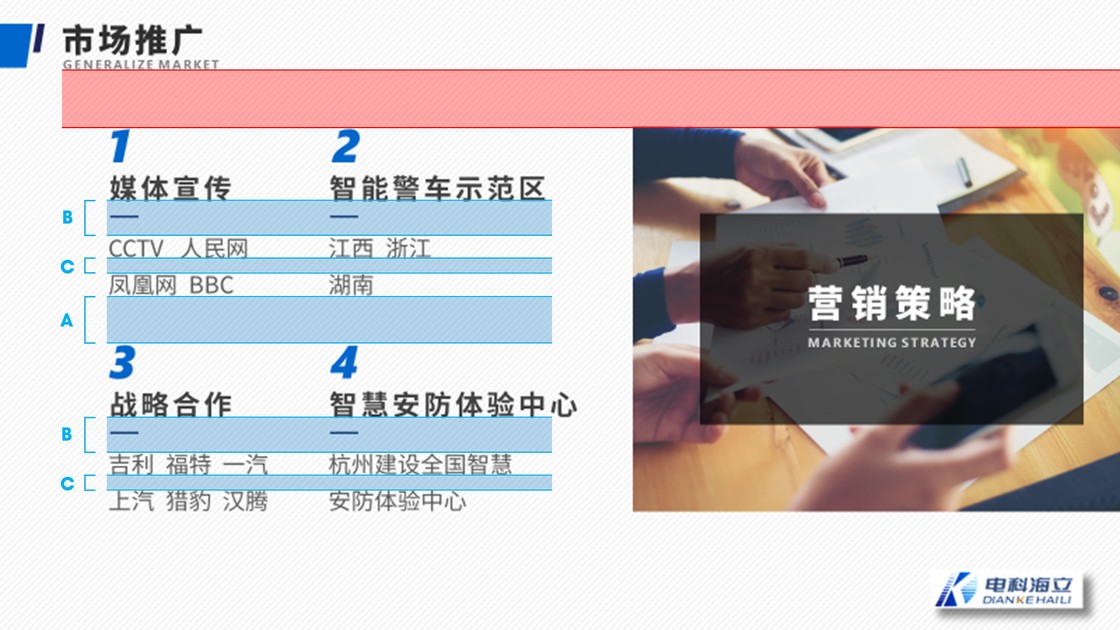 市场推广
GENERALIZE MARKET
1
媒体宣传
B
CCTV 人民网
C
凤凰网 BBC
2
智能警车示范区
江西 浙江
湖南
A
3
战略合作
B
吉利 福特 一汽
C
上汽 猎豹 汉腾
4
智慧安防体验中心
杭州建设全国智慧
安防体验中心
营销策略
MARKETING STRATEGY
电科海立
DIANKEHAILI